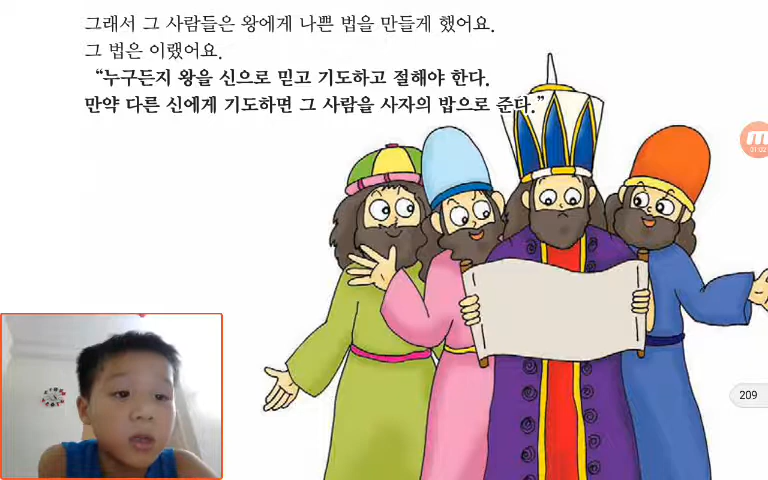 그래서 그 사람들은 왕에게 나쁜 법을 만들게 했어요.
그 법은 이랬어요.
“누구든지 왕을 신으로 믿고 기도하고 절해야 한다.
만약 다른 신에게 기도하면 그 사람을 사자의 밥으로 준다.”
209